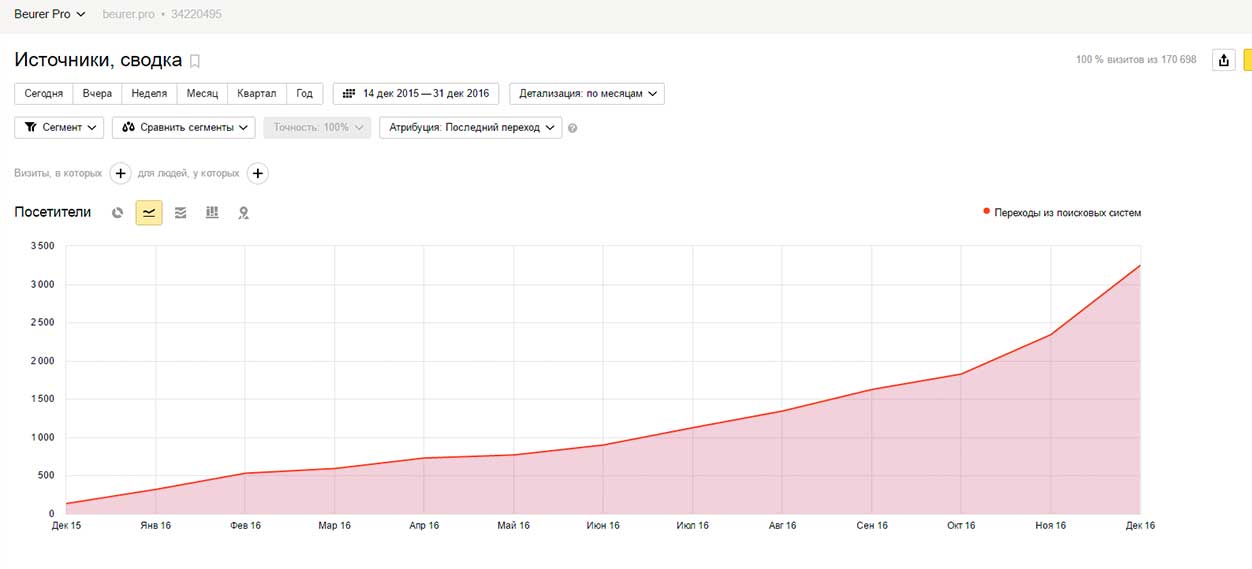 Beurer Pro beurer.pro • 34220495
Источники, сводка
100 % визитов из 170 698
Сегодня Вчера Неделя Месяц Квартал Год 14 дек 2015 — 31 дек 2016 Детализация: по месяцам
Сегмент Сравнить сегменты Точность: 100% Атрибуция: Последний переход ?
Визиты, в которых + для людей, у которых +
Посетители
Переходы из поисковых систем
3 500
3 000
2 500
2 000
1 500
1 000
500
0
Дек 15 Янв 16 Фев 16 Мар 16 Апр 16 Май 16 Июн 16 Июл 16 Авг 16 Сен 16 Окт 16 Ноя 16 Дек 16